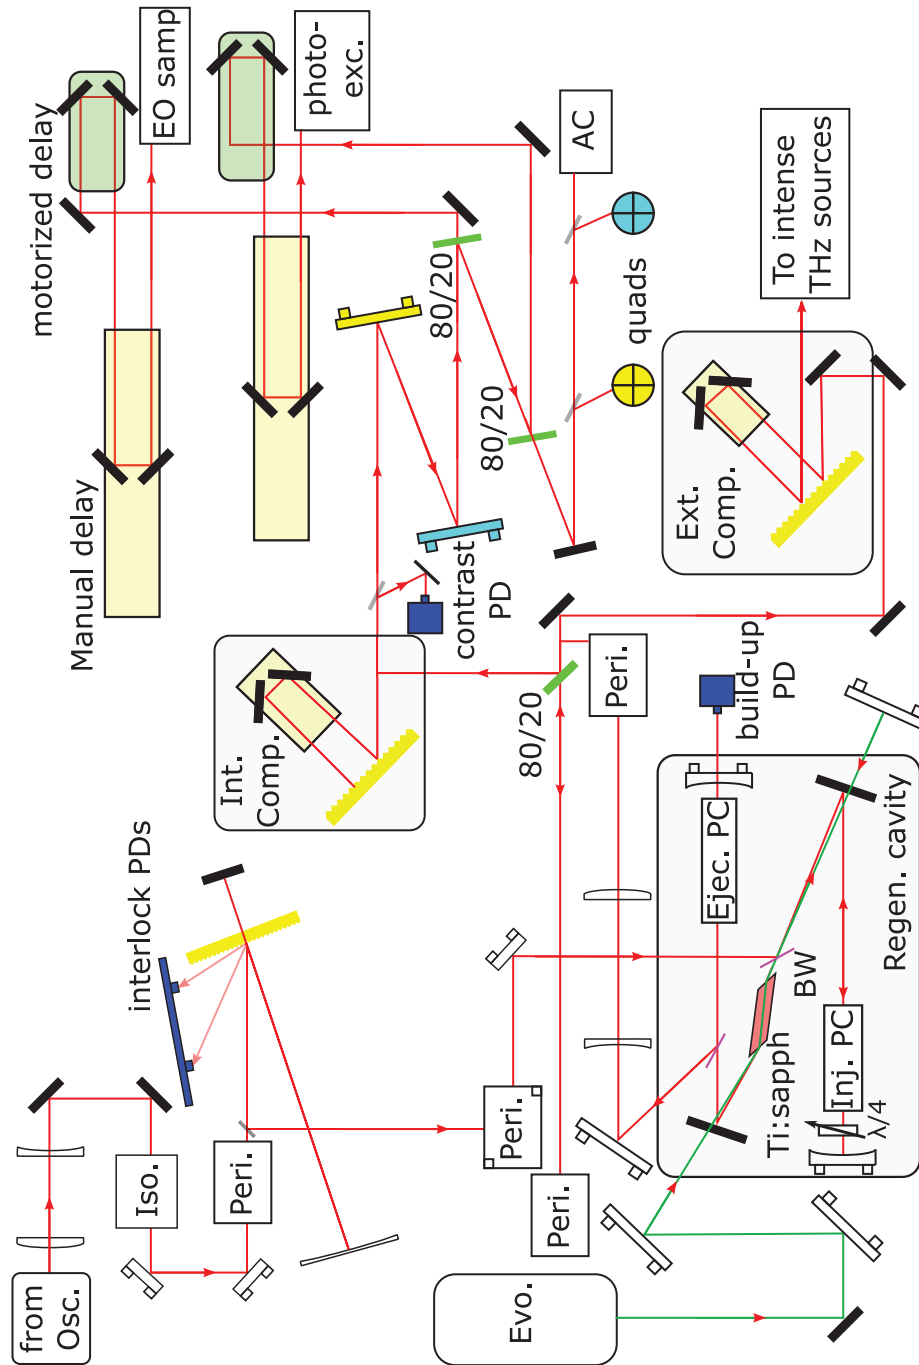 motorized delay
EO samp
photo-
exc.
Manual delay
80/20
80/20
AC
quads
To intense
THz sources
contrast
PD
Int.
Comp.
Ext.
Comp.
80/20
Peri.
build-up
PD
interlock PDs
Ejec. PC
Regen. cavity
BW
Ti:sapph
Inj. PC
λ/4
Iso.
Peri.
Peri.
Peri.
from
Osc.
Evo.